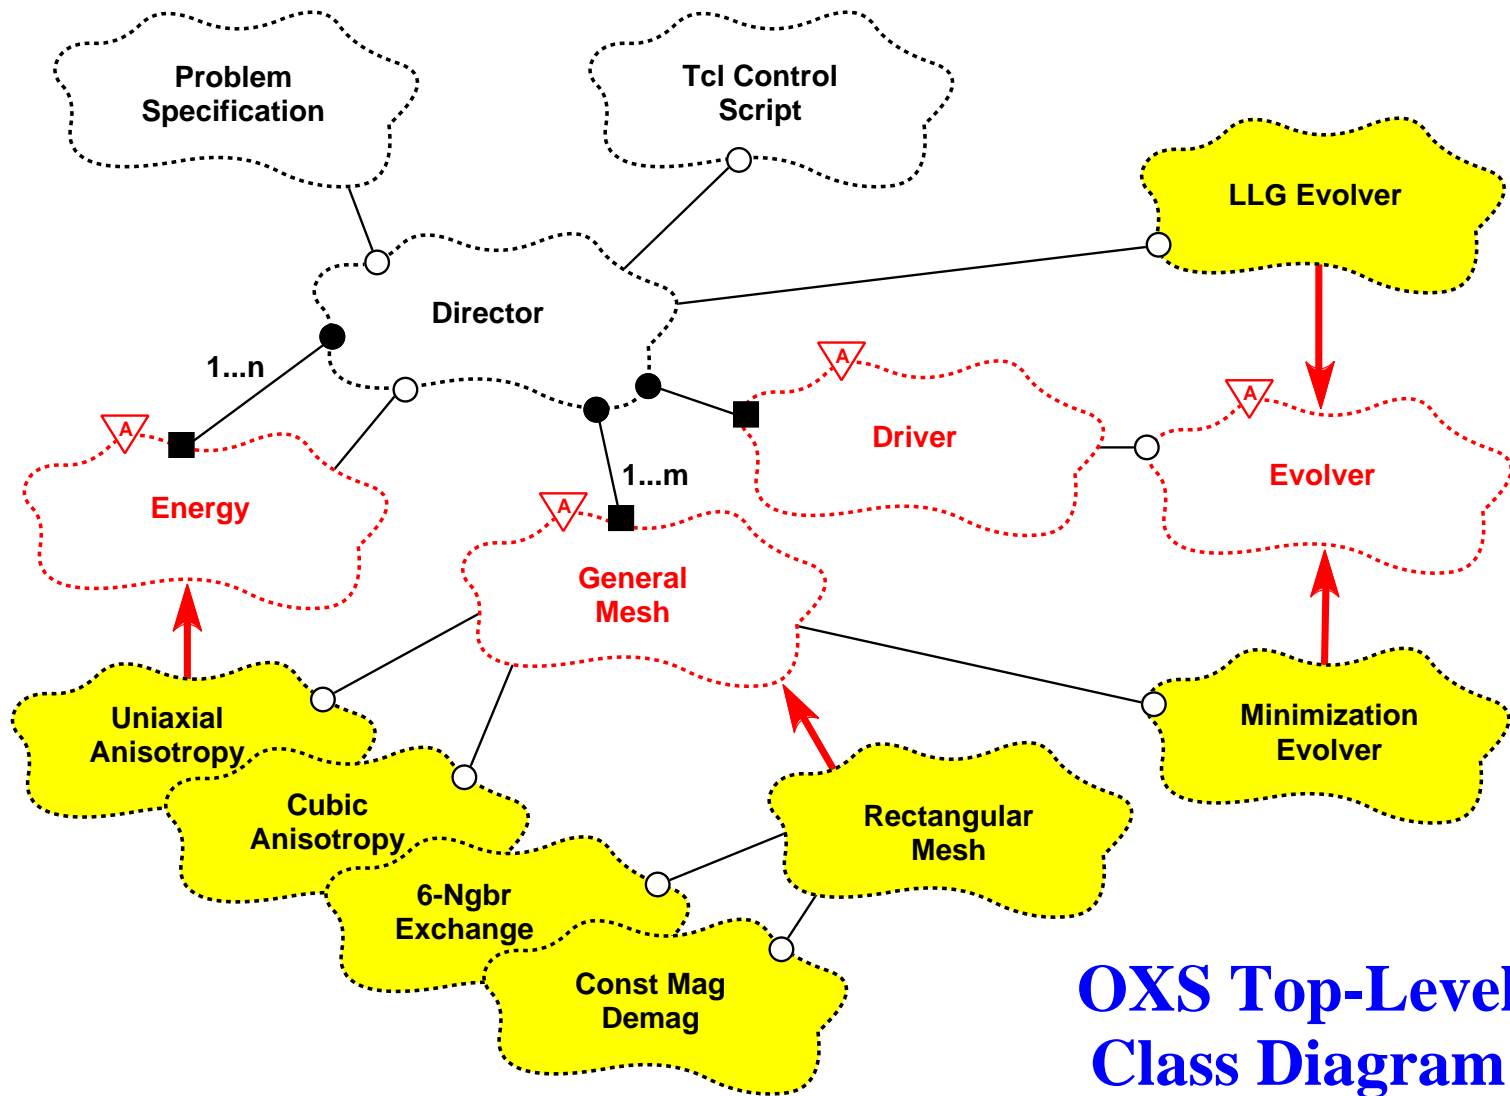 Problem
Specification
Tcl Control
Script
LLG Evolver
Director
1...n
A
A
A
Driver
Evolver
Energy
1...m
A
General
Mesh
Uniaxial
Anisotropy
Minimization
Evolver
Cubic
Anisotropy
Rectangular
Mesh
6-Ngbr
Exchange
Const Mag
Demag
OXS Top-Level
Class Diagram